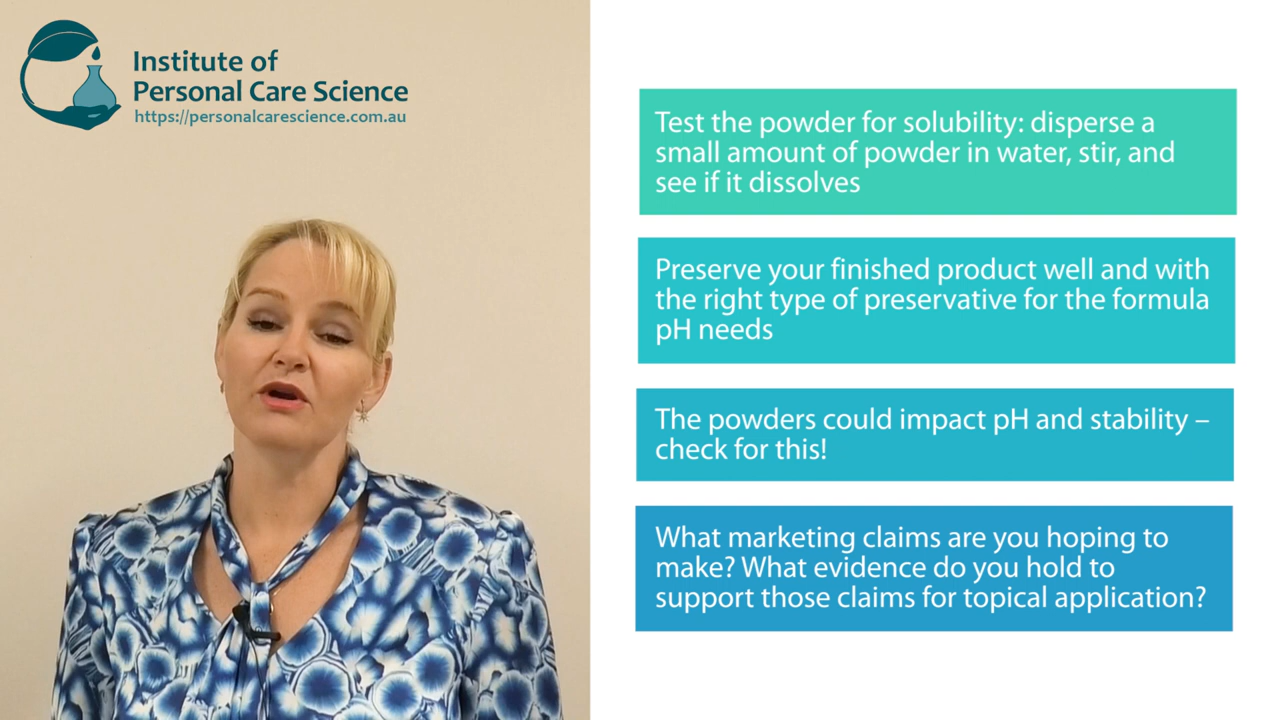 Institute of
Personal Care Science
https://personalcarescience.com.au
Test the powder for solubility: disperse a
small amount of powder in water, stir, and
see if it dissolves
Preserve your finished product well and with
the right type of preservative for the formula
pH needs
The powders could impact pH and stability –
check for this!
What marketing claims are you hoping to
make? What evidence do you hold to
support those claims for topical application?